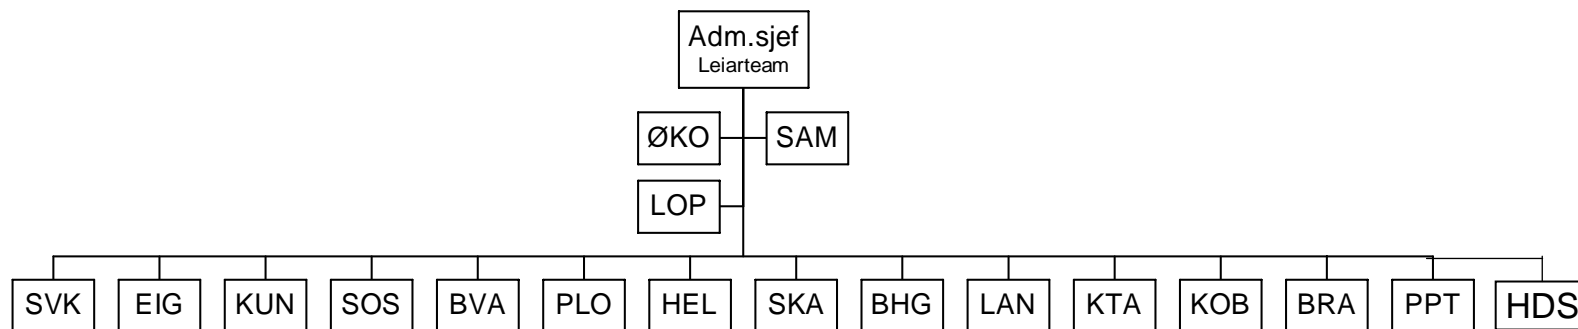 Adm.sjef
Leiarteam
ØKO SAM
LOP
SVK EIG KUN SOS BVA PLO HEL SKA BHG LAN KTA KOB BRA PPT HDS